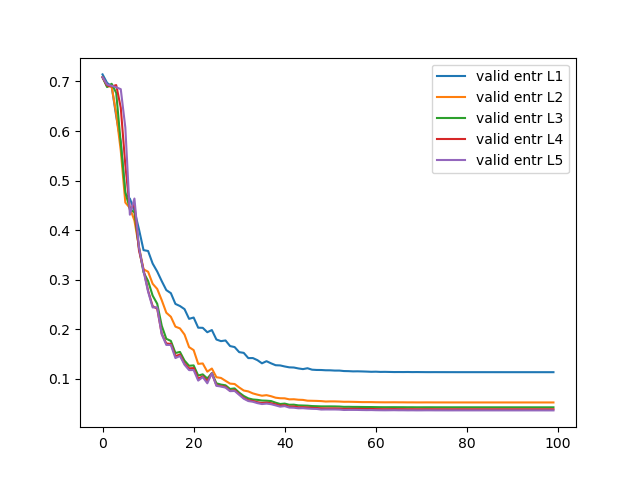 0.7
0.6
0.5
0.4
0.3
0.2
0.1
0
20
40
60
80
100
valid entr L1
valid entr L2
valid entr L3
valid entr L4
valid entr L5